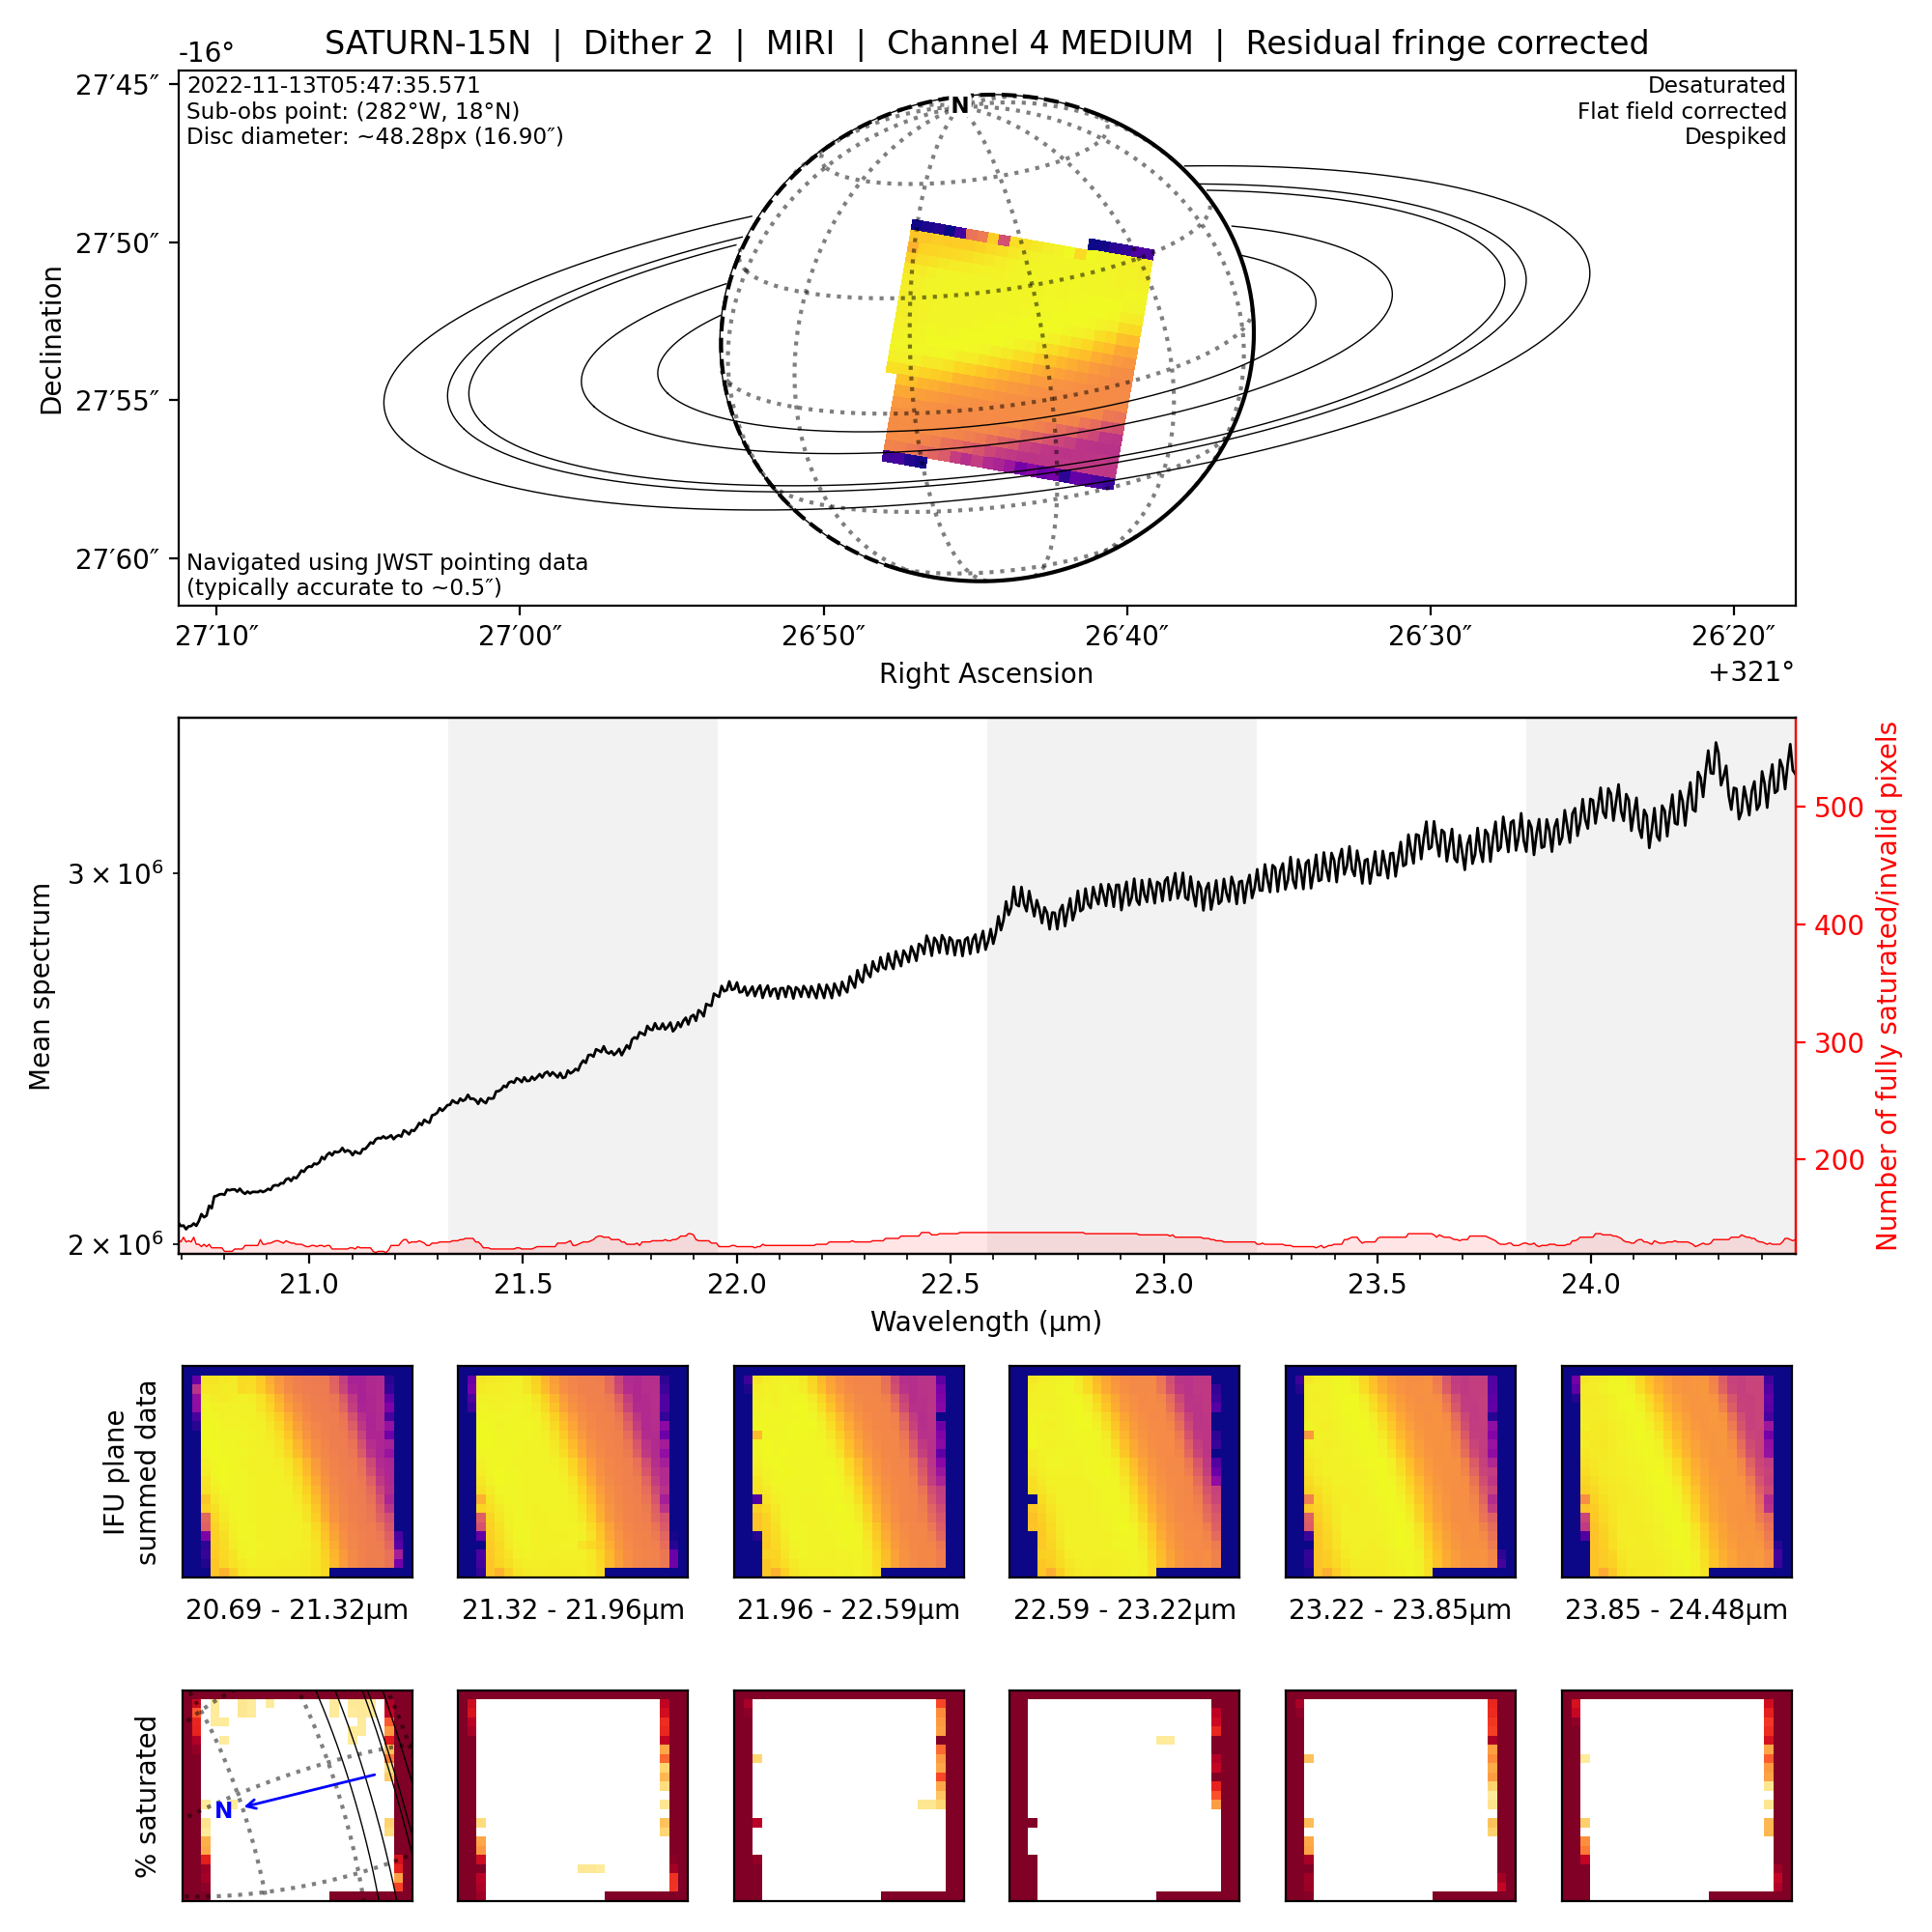 SATURN-15N | Dither 2 | MIRI | Channel 4 MEDIUM | Residual fringe corrected
-16°
2022-11-13T05:47:35.571
Sub-obs point: (282°W, 18°N)
Disc diameter: ~48.28px (16.90″)
Desaturated
Flat field corrected
Despiked
N
27′45″
27′50″
27′55″
27′60″
Declination
Navigated using JWST pointing data
(typically accurate to ~0.5″)
27′10″ 27′00″ 26′50″ 26′40″ 26′30″ 26′20″
Right Ascension
+321°
Mean spectrum
3 × 10⁶
2 × 10⁶
500
400
300
200
Number of fully saturated/invalid pixels
21.0 21.5 22.0 22.5 23.0 23.5 24.0
Wavelength (µm)
IFU plane
summed data
20.69 - 21.32µm 21.32 - 21.96µm 21.96 - 22.59µm 22.59 - 23.22µm 23.22 - 23.85µm 23.85 - 24.48µm
% saturated
N